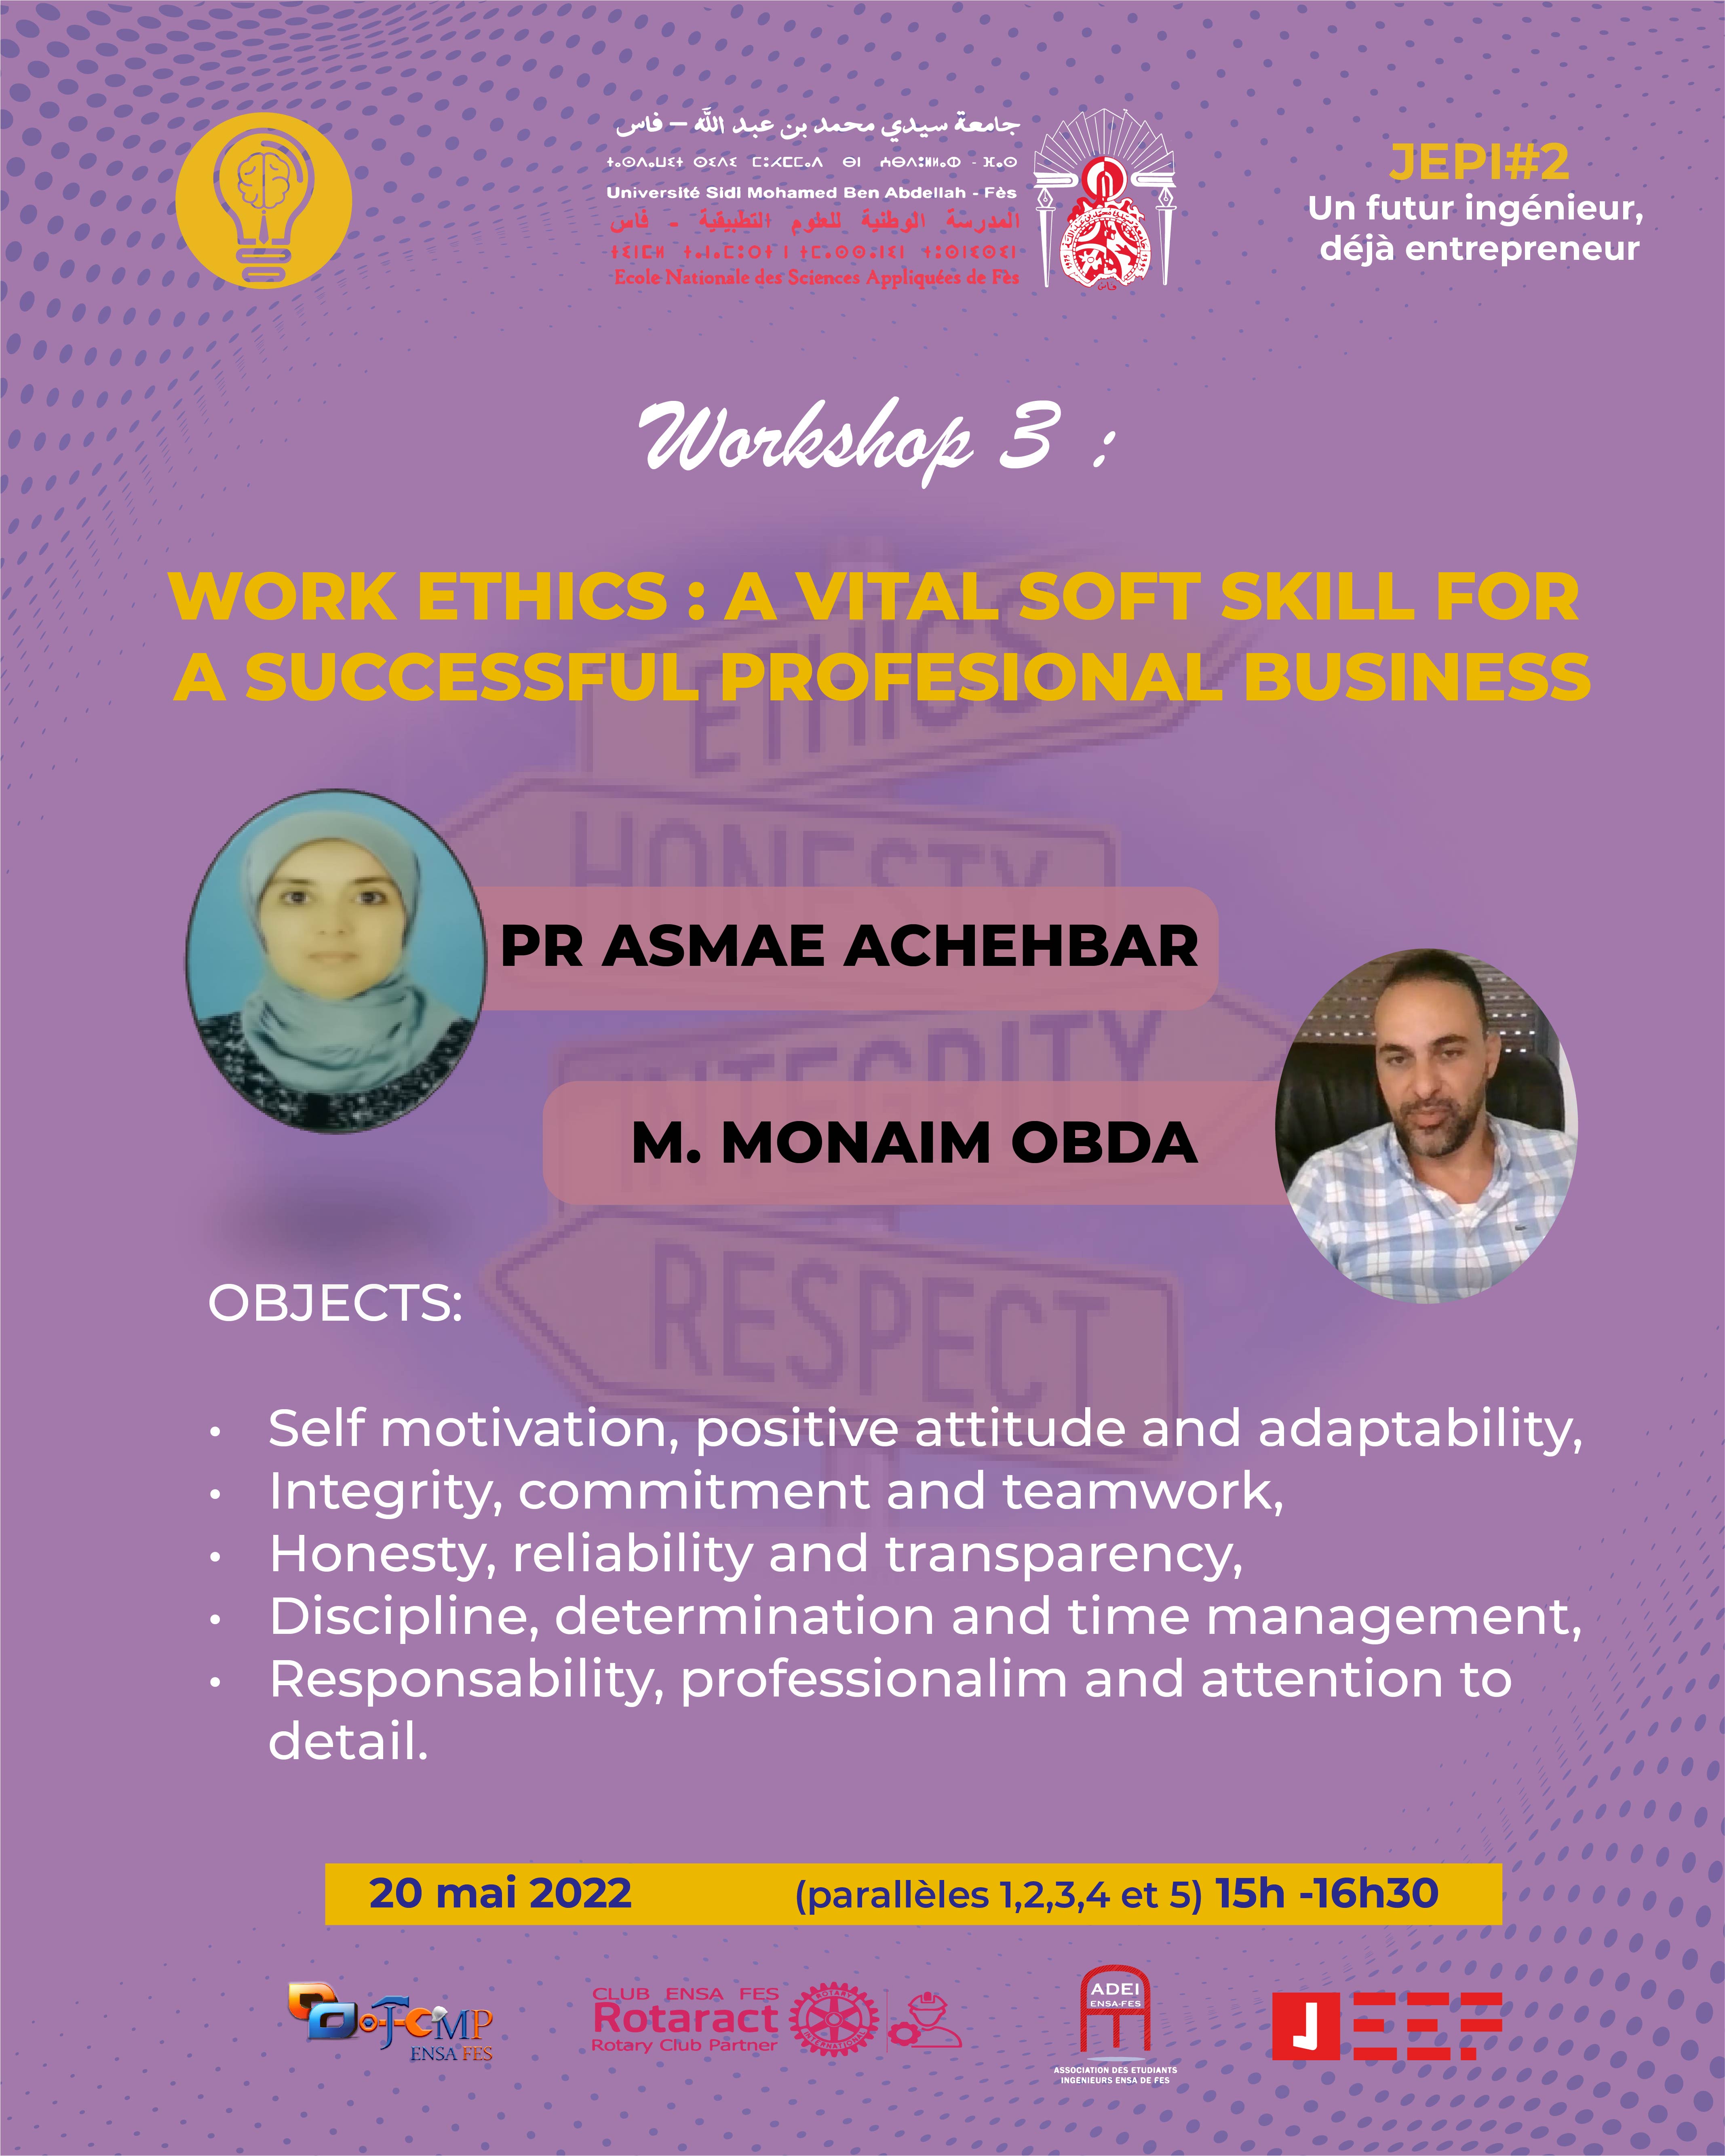 جامعة سيدي محمد بن عبد الله – فاس
Université Sidi Mohamed Ben Abdellah - Fès
المدرسة الوطنية للعلوم التطبيقية - فاس
Ecole Nationale des Sciences Appliquées de Fès
JEPI#2
Un futur ingénieur,
déjà entrepreneur
Workshop 3 :
WORK ETHICS : A VITAL SOFT SKILL FOR
A SUCCESSFUL PROFESIONAL BUSINESS
ETHICS
HONESTY
PR ASMAE ACHEHBAR
INTEGRITY
M. MONAIM OBDA
RESPECT
OBJECTS:
• Self motivation, positive attitude and adaptability,
• Integrity, commitment and teamwork,
• Honesty, reliability and transparency,
• Discipline, determination and time management,
• Responsability, professionalim and attention to
detail.
20 mai 2022 (parallèles 1,2,3,4 et 5) 15h -16h30
CMP
ENSA FES
CLUB ENSA FES
Rotaract
Rotary Club Partner
ROTARY
INTERNATIONAL
ADEI
ENSA-FES
ASSOCIATION DES ETUDIANTS
INGENIEURS ENSA DE FES
JEEF